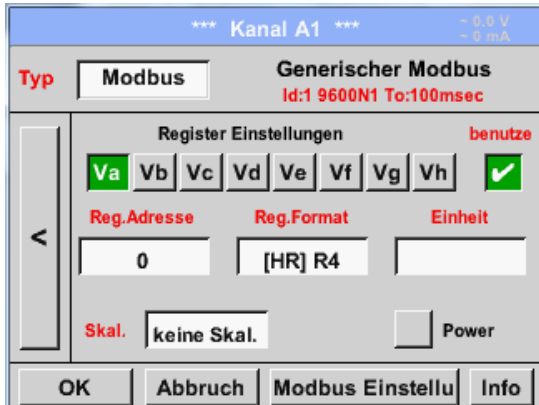 *** Kanal A1 ***
~ 0.0 V
~ 0 mA
Typ Modbus Generischer Modbus
Id:1 9600N1 To:100msec
Register Einstellungen benutze
Va Vb Vc Vd Ve Vf Vg Vh
<
Reg.Adresse Reg.Format Einheit
0 [HR] R4
Skal. keine Skal. Power
OK Abbruch Modbus Einstellu Info